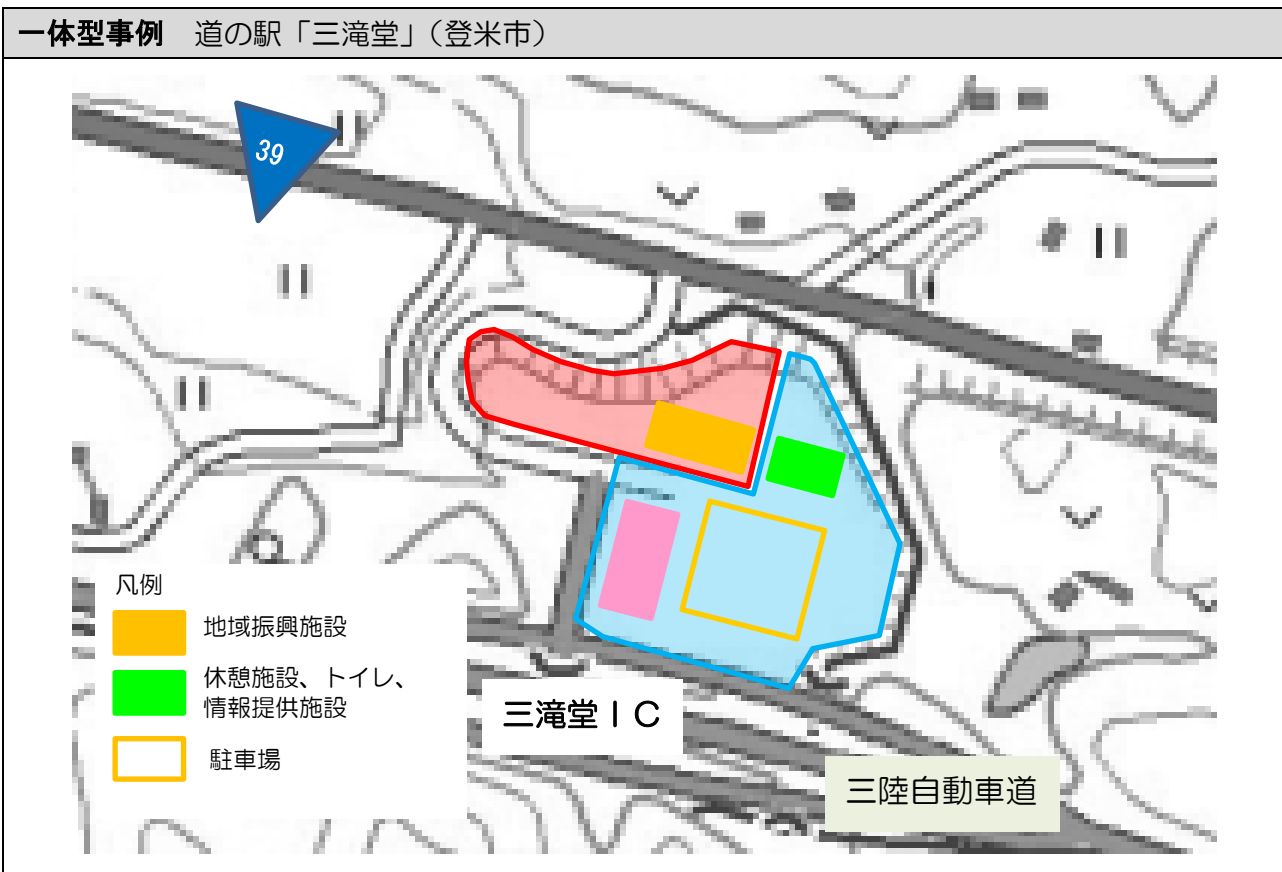 一体型事例 道の駅「三滝堂」（登米市）
39
凡例
地域振興施設
休憩施設、トイレ、
情報提供施設
駐車場
三滝堂ＩＣ
三陸自動車道